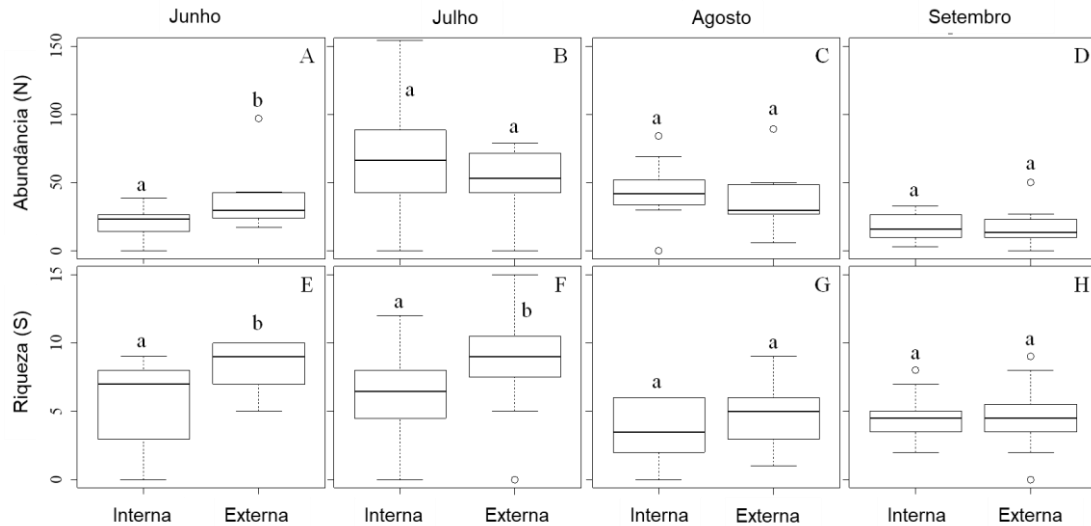 Junho Julho Agosto Setembro
Abundância (N)
150
100
50
0
A
a b
B
a a
C
a a
D
a a
Riqueza (S)
15
10
5
0
E
a b
F
a b
G
a a
H
a a
Interna Externa Interna Externa Interna Externa Interna Externa